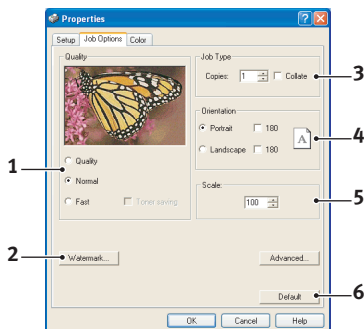 Properties
Setup Job Options Color
Quality
Quality
Normal
Fast Toner saving
Watermark...
Job Type
Copies: 1 Collate
Orientation
Portrait 180
Landscape 180
A
Scale:
100
Advanced...
Default
OK Cancel Help
1
2
3
4
5
6